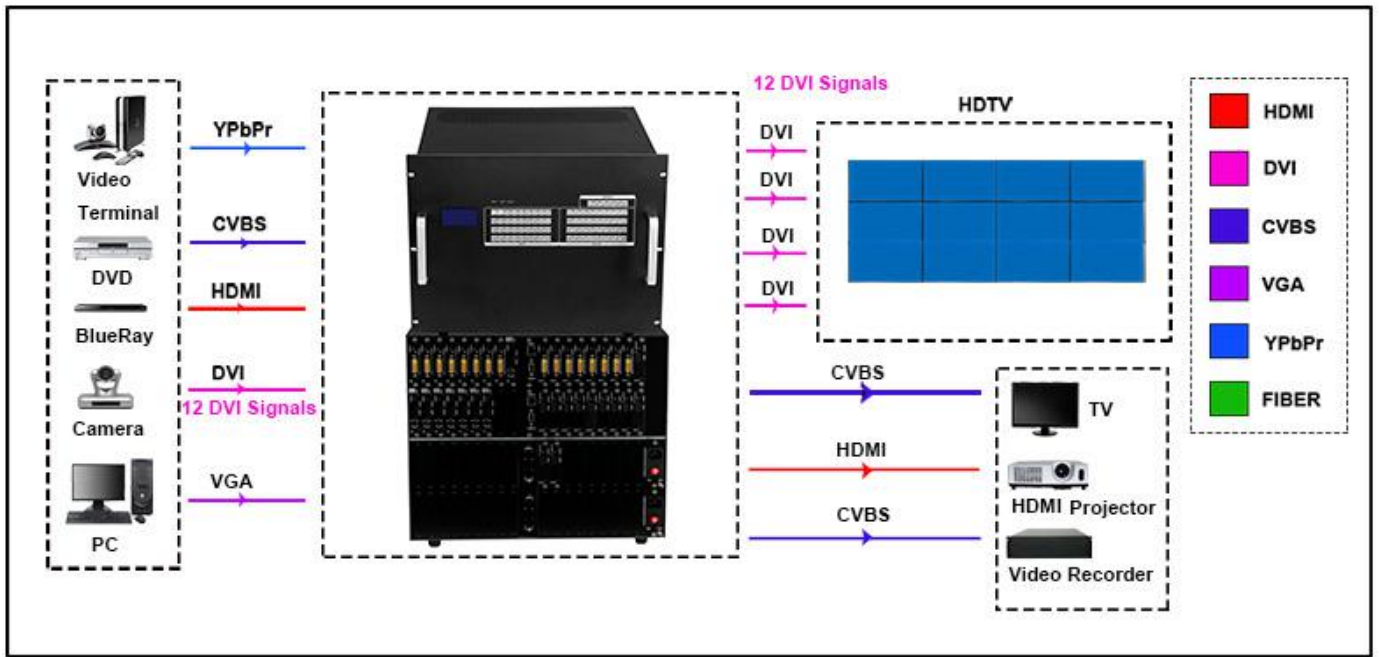 12 DVI Signals
HDTV
YPbPr
Video
Terminal
CVBS
DVD
HDMI
BlueRay
DVI
12 DVI Signals
Camera
VGA
PC
DVI
DVI
DVI
DVI
CVBS
TV
HDMI
HDMI Projector
CVBS
Video Recorder
HDMI
DVI
CVBS
VGA
YPbPr
FIBER